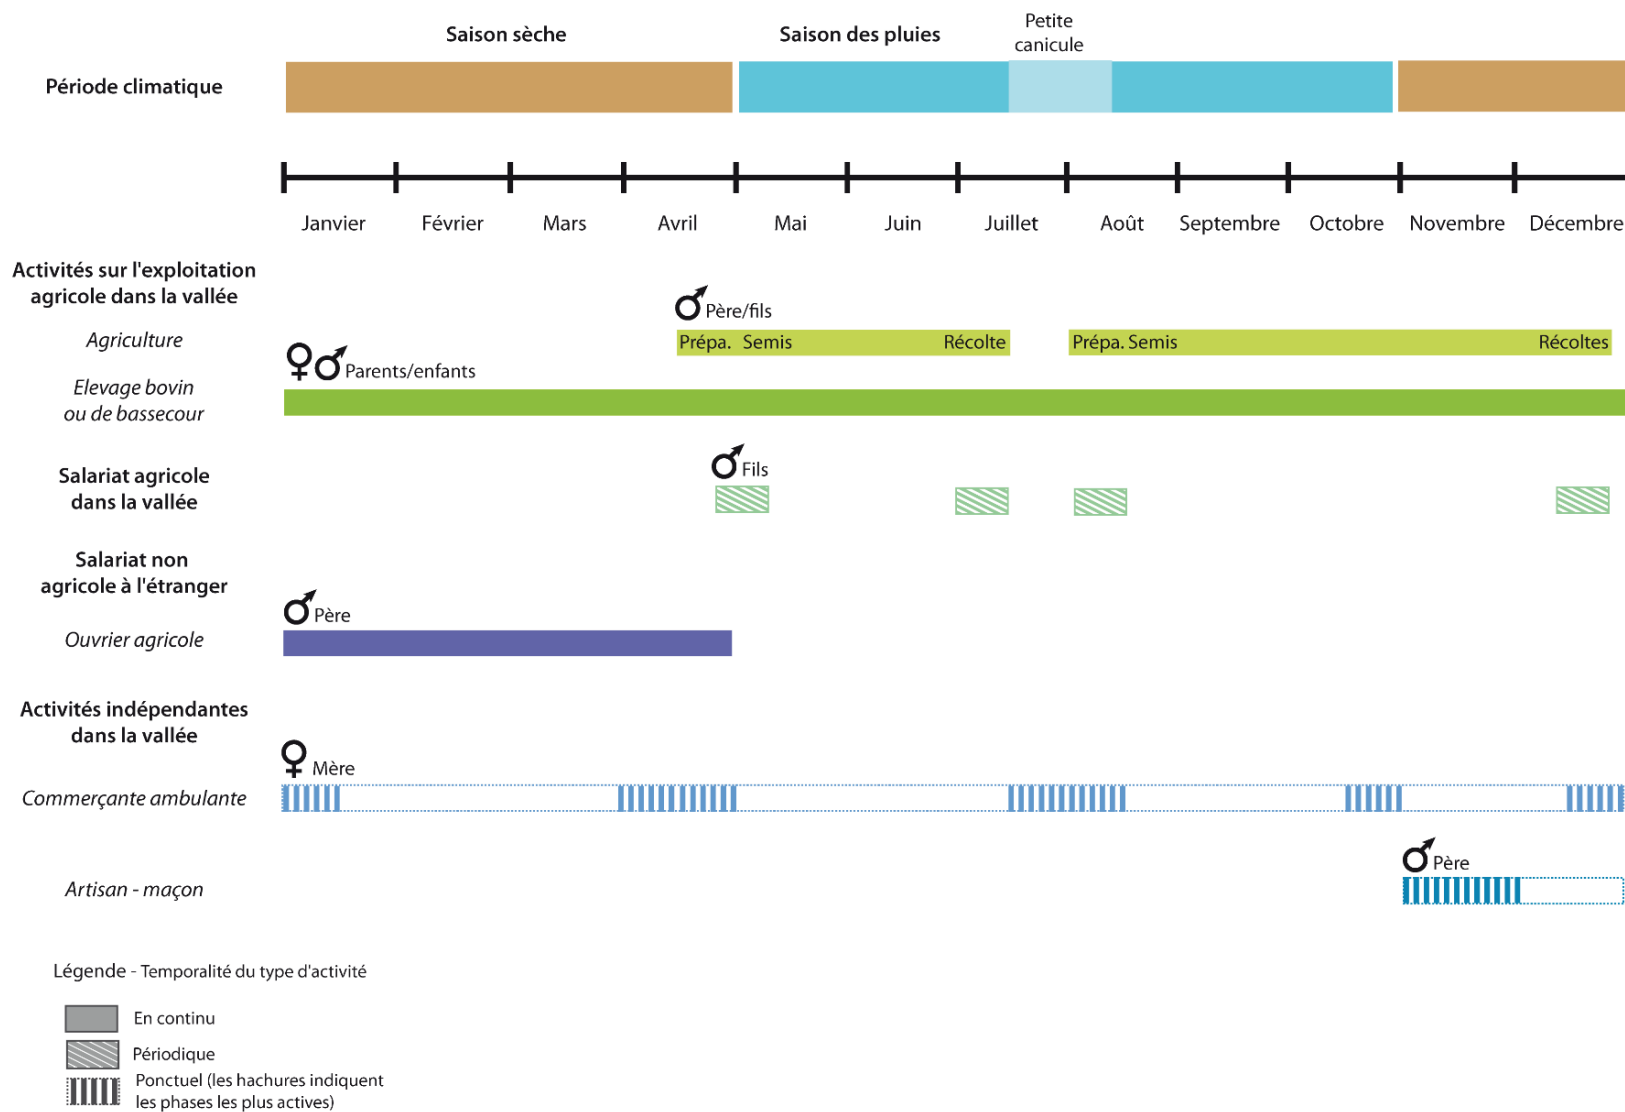 Saison sèche
Saison des pluies
Petite
canicule
Période climatique
Janvier
Février
Mars
Avril
Mai
Juin
Juillet
Août
Septembre
Octobre
Novembre
Décembre
Activités sur l'exploitation
agricole dans la vallée
Père/fils
Agriculture
Prépa. Semis
Récolte
Prépa. Semis
Récoltes
Parents/enfants
Elevage bovin
ou de bassecour
Salariat agricole
dans la vallée
Fils
Salariat non
agricole à l'étranger
Père
Ouvrier agricole
Activités indépendantes
dans la vallée
Mère
Commerçante ambulante
Père
Artisan - maçon
Légende - Temporalité du type d'activité
En continu
Périodique
Ponctuel (les hachures indiquent
les phases les plus actives)